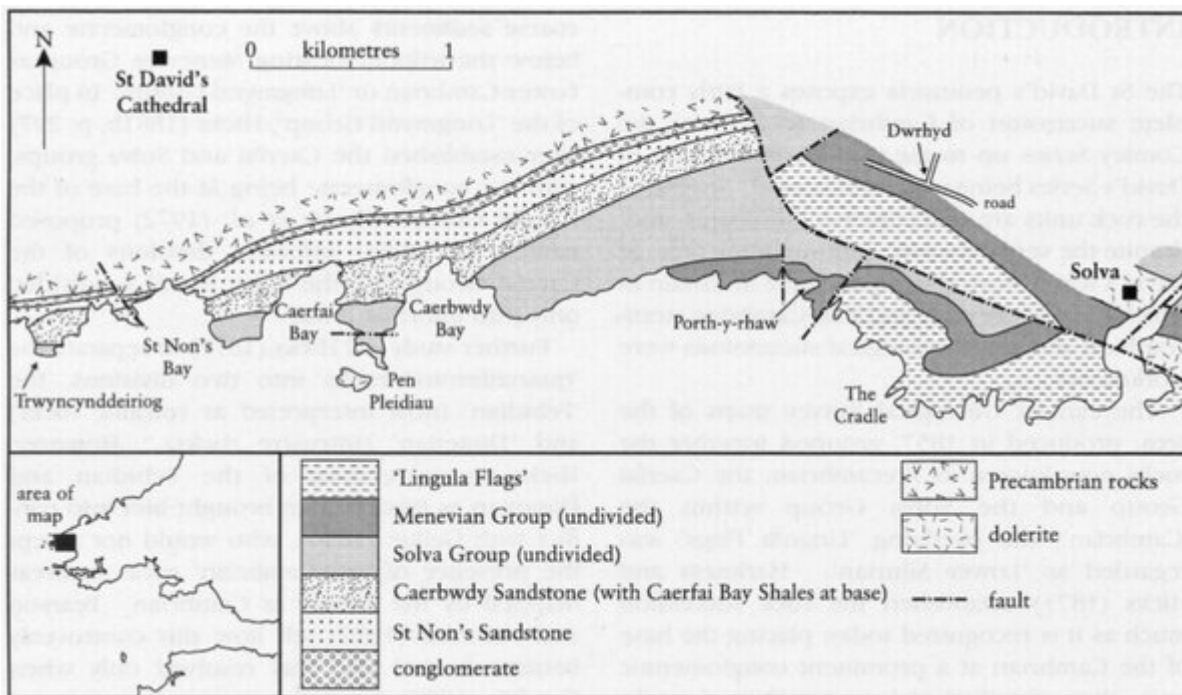 N
0 kilometres 1
St David's
Cathedral
Dwrhyd
road
Solva
Caerfai
Bay
Caerbwdy
Bay
Porth-y-rhaw
St Non's
Bay
Pen
Pleidiau
The
Cradle
Trwyncynddeiriog
area of
map
'Lingula Flags'
Menevian Group (undivided)
Solva Group (undivided)
Caerbwdy Sandstone (with Caerfai Bay Shales at base)
St Non's Sandstone
conglomerate
Precambrian rocks
dolerite
fault